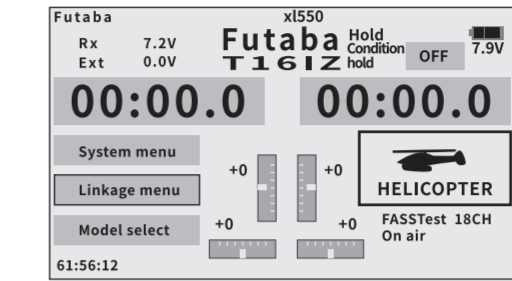 Futaba xl550
Rx 7.2V
Ext 0.0V
Futaba
T16IZ
Hold
Condition
hold
OFF
7.9V
00:00.0 00:00.0
System menu
Linkage menu
Model select
+0 +0
+0 +0
HELICOPTER
FASSTest 18CH
On air
61:56:12